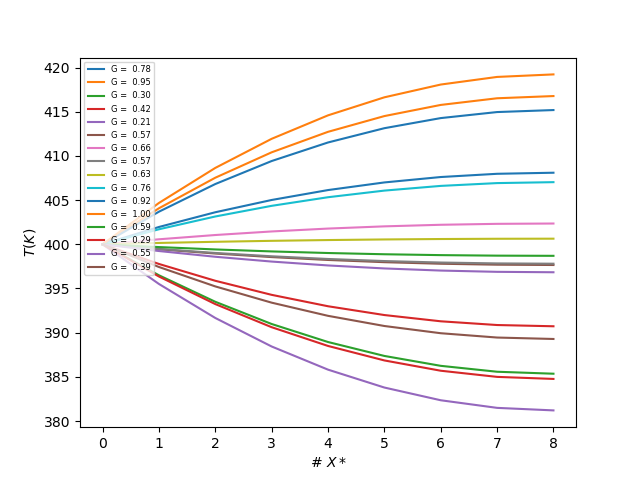 420
415
410
405
400
395
390
385
380
T(K)
G = 0.78
G = 0.95
G = 0.30
G = 0.42
G = 0.21
G = 0.57
G = 0.66
G = 0.57
G = 0.63
G = 0.76
G = 0.92
G = 1.00
G = 0.59
G = 0.29
G = 0.55
G = 0.39
0 1 2 3 4 5 6 7 8
# X*